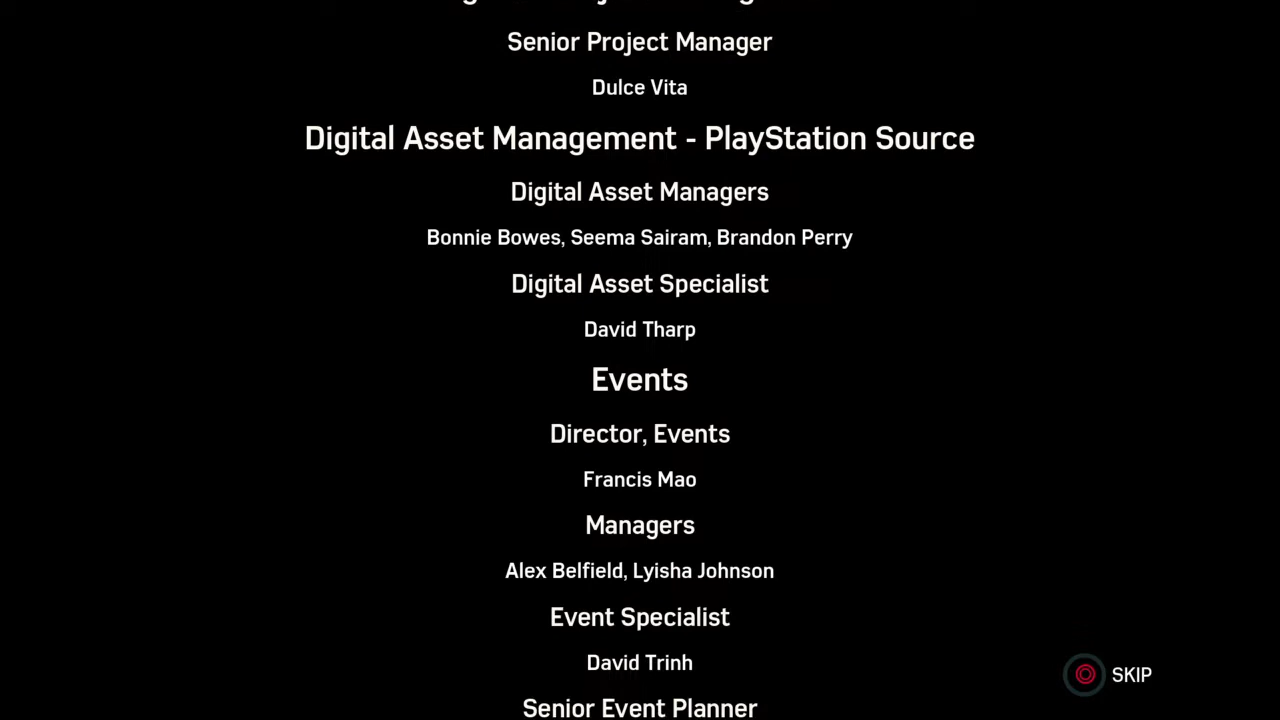 Senior Project Manager
Dulce Vita
Digital Asset Management - PlayStation Source
Digital Asset Managers
Bonnie Bowes, Seema Sairam, Brandon Perry
Digital Asset Specialist
David Tharp
Events
Director, Events
Francis Mao
Managers
Alex Belfield, Lyisha Johnson
Event Specialist
David Trinh
SKIP
Senior Event Planner